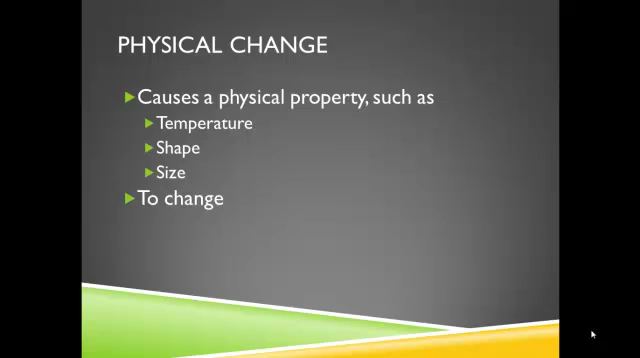 PHYSICAL CHANGE
Causes a physical property, such as
Temperature
Shape
Size
To change